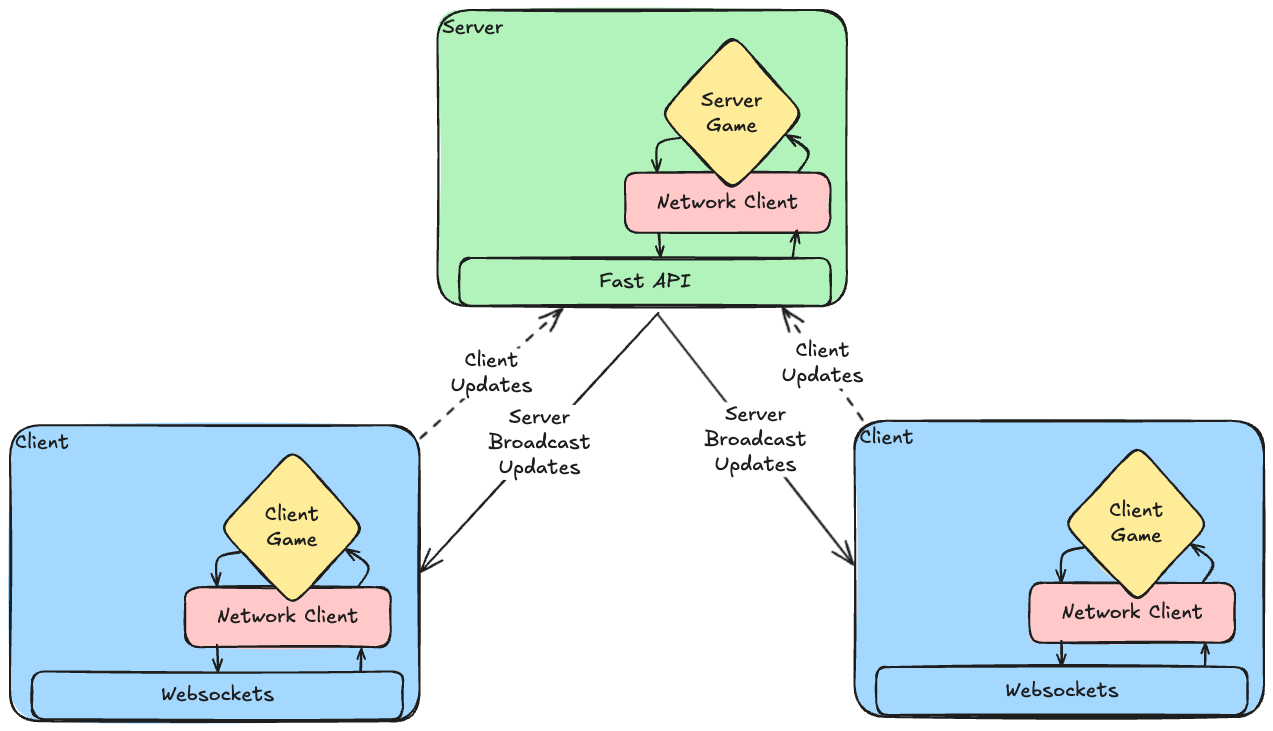 Server
Server
Game
Network Client
Fast API
Client
Updates
Client
Updates
Server
Broadcast
Updates
Server
Broadcast
Updates
Client
Client
Game
Network Client
Websockets
Client
Client
Game
Network Client
Websockets